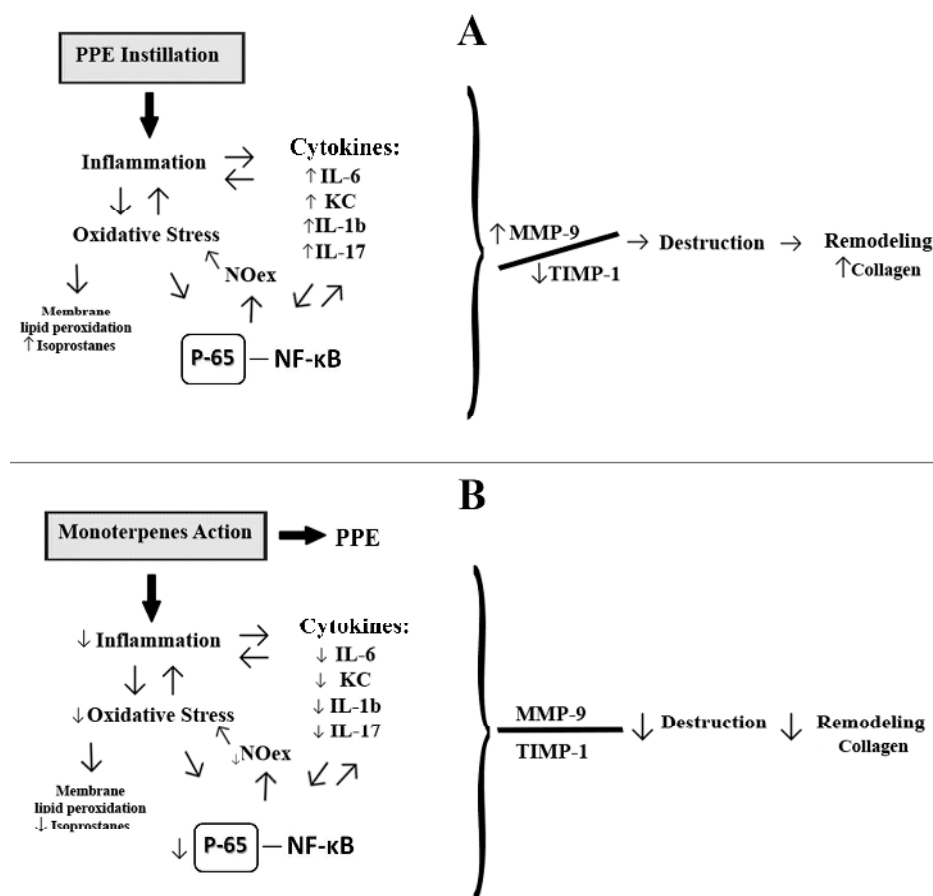 A
PPE Instillation
Inflammation
Cytokines:
↑ IL-6
↑ KC
↑IL-1b
↑IL-17
Oxidative Stress
NOex
Membrane
lipid peroxidation
↑ Isoprostanes
P-65 – NF-κB
↑ MMP-9
↓TIMP-1
→ Destruction → Remodeling
↑Collagen
B
Monoterpenes Action → PPE
↓ Inflammation
Cytokines:
↓ IL-6
↓ KC
↓ IL-1b
↓ IL-17
↓Oxidative Stress
↓NOex
Membrane
lipid peroxidation
↓ Isoprostanes
↓ P-65 – NF-κB
MMP-9
TIMP-1
↓ Destruction ↓ Remodeling
Collagen